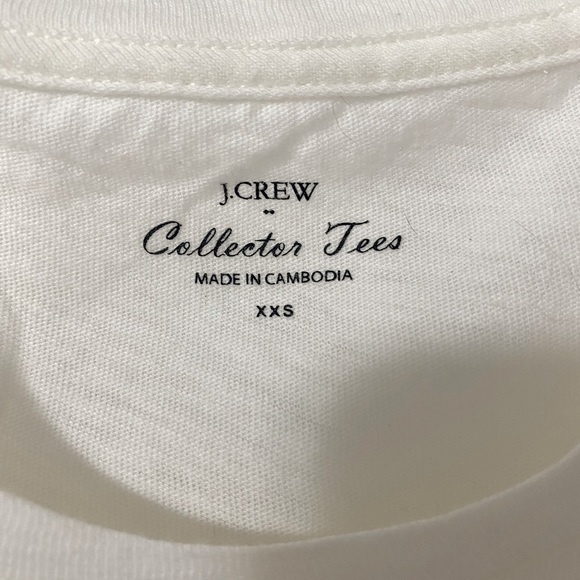 J.CREW
Collector Tees
MADE IN CAMBODIA
XXS